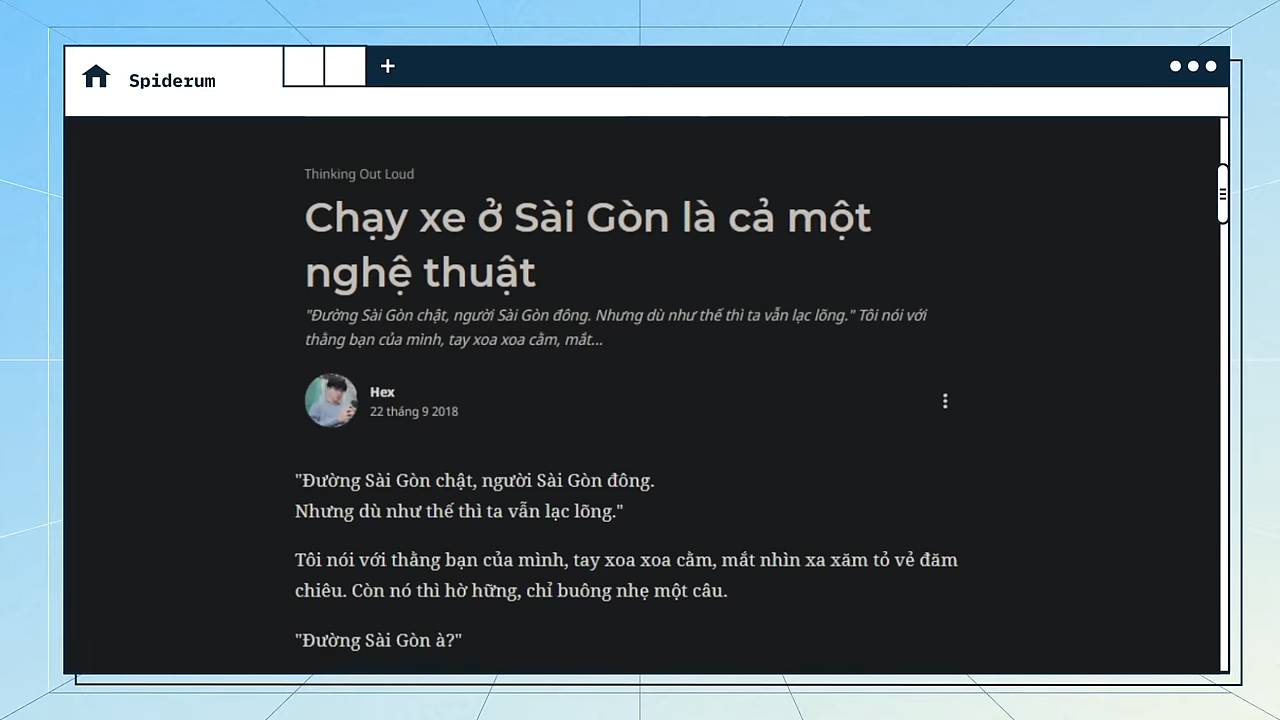 Spiderum
Thinking Out Loud
Chạy xe ở Sài Gòn là cả một
nghệ thuật
"Đường Sài Gòn chật, người Sài Gòn đông. Nhưng dù như thế thì ta vẫn lạc lõng." Tôi nói với
thằng bạn của mình, tay xoa xoa cằm, mắt...
Hex
22 tháng 9 2018
"Đường Sài Gòn chật, người Sài Gòn đông.
Nhưng dù như thế thì ta vẫn lạc lõng."
Tôi nói với thằng bạn của mình, tay xoa xoa cằm, mắt nhìn xa xăm tỏ vẻ đăm
chiêu. Còn nó thì hờ hững, chỉ buông nhẹ một câu.
"Đường Sài Gòn à?"